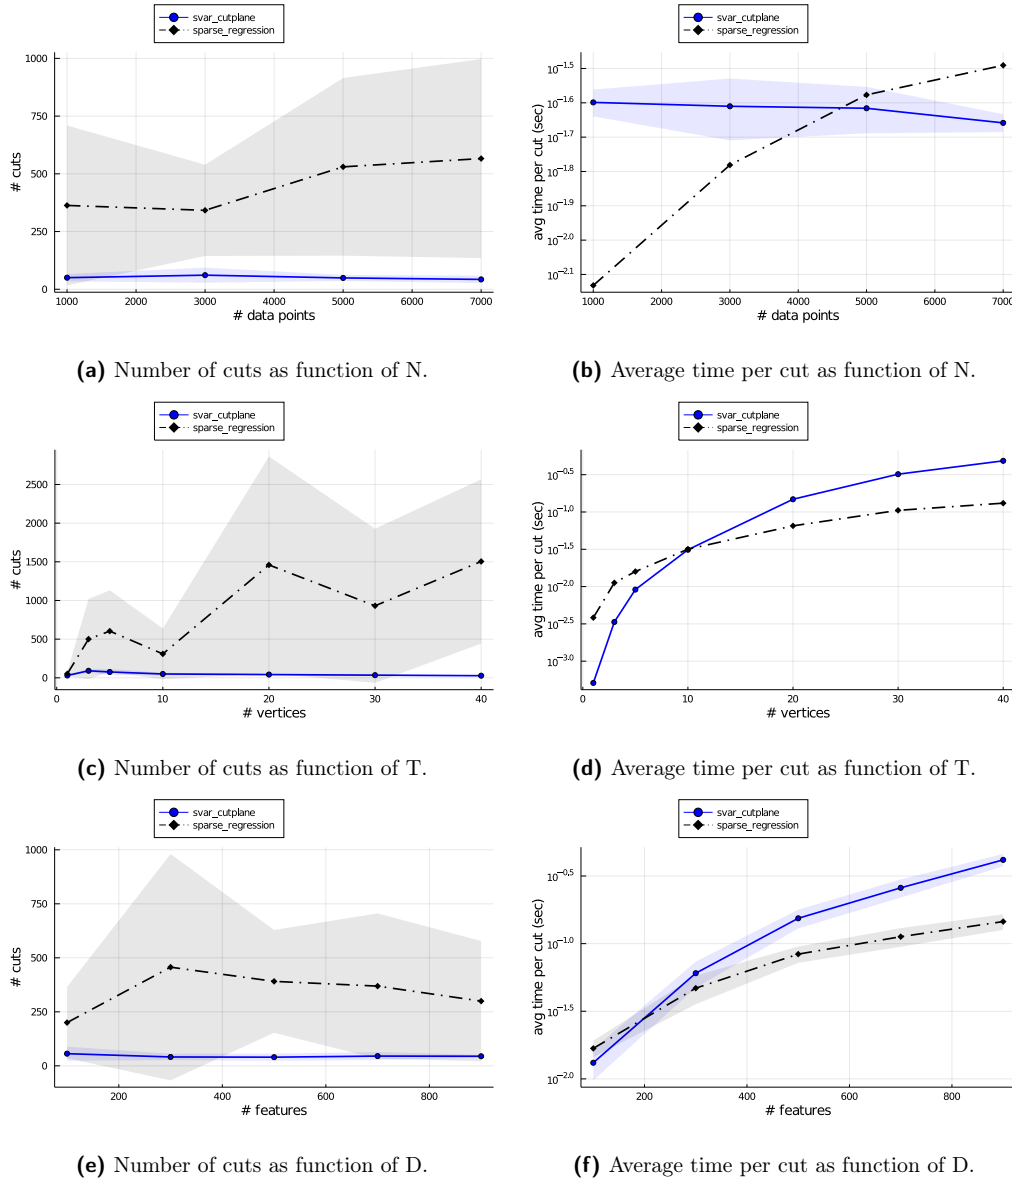 svar_cutplane
sparse_regression
1000
750
500
250
0
# cuts
1000 2000 3000 4000 5000 6000 7000
# data points
(a) Number of cuts as function of N.
svar_cutplane
sparse_regression
10^−1.5
10^−1.6
10^−1.7
10^−1.8
10^−1.9
10^−2.0
10^−2.1
avg time per cut (sec)
1000 2000 3000 4000 5000 6000 7000
# data points
(b) Average time per cut as function of N.
svar_cutplane
sparse_regression
2500
2000
1500
1000
500
0
# cuts
0 10 20 30 40
# vertices
(c) Number of cuts as function of T.
svar_cutplane
sparse_regression
10^−0.5
10^−1.0
10^−1.5
10^−2.0
10^−2.5
10^−3.0
avg time per cut (sec)
0 10 20 30 40
# vertices
(d) Average time per cut as function of T.
svar_cutplane
sparse_regression
1000
750
500
250
0
# cuts
200 400 600 800
# features
(e) Number of cuts as function of D.
svar_cutplane
sparse_regression
10^−0.5
10^−1.0
10^−1.5
10^−2.0
avg time per cut (sec)
200 400 600 800
# features
(f) Average time per cut as function of D.